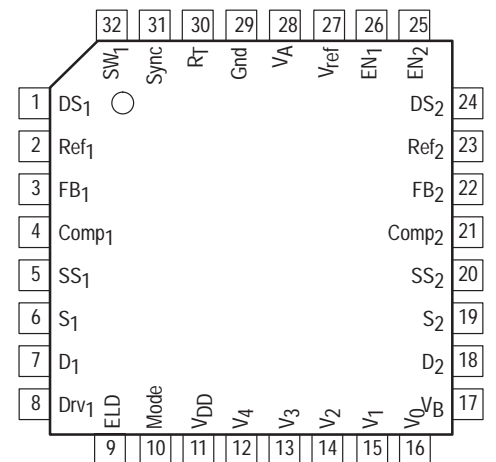 32 31 30 29 28 27 26 25
SW1 Sync RT Gnd VA Vref EN1 EN2
1 DS1 DS2 24
2 Ref1 Ref2 23
3 FB1 FB2 22
4 Comp1 Comp2 21
5 SS1 SS2 20
6 S1 S2 19
7 D1 D2 18
8 Drv1 VB 17
ELD Mode VDD V4 V3 V2 V1 V0
9 10 11 12 13 14 15 16